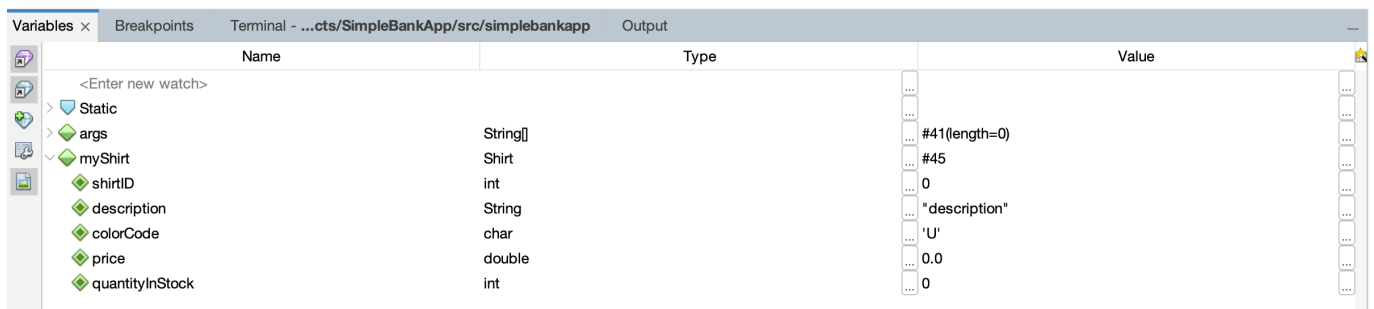 Variables × Breakpoints Terminal - ...cts/SimpleBankApp/src/simplebankapp Output
Name Type Value
<Enter new watch> ... ...
Static ... ...
args String[] ... #41(length=0) ...
myShirt Shirt ... #45 ...
shirtID int ... 0 ...
description String ... "description" ...
colorCode char ... 'U' ...
price double ... 0.0 ...
quantityInStock int ... 0 ...